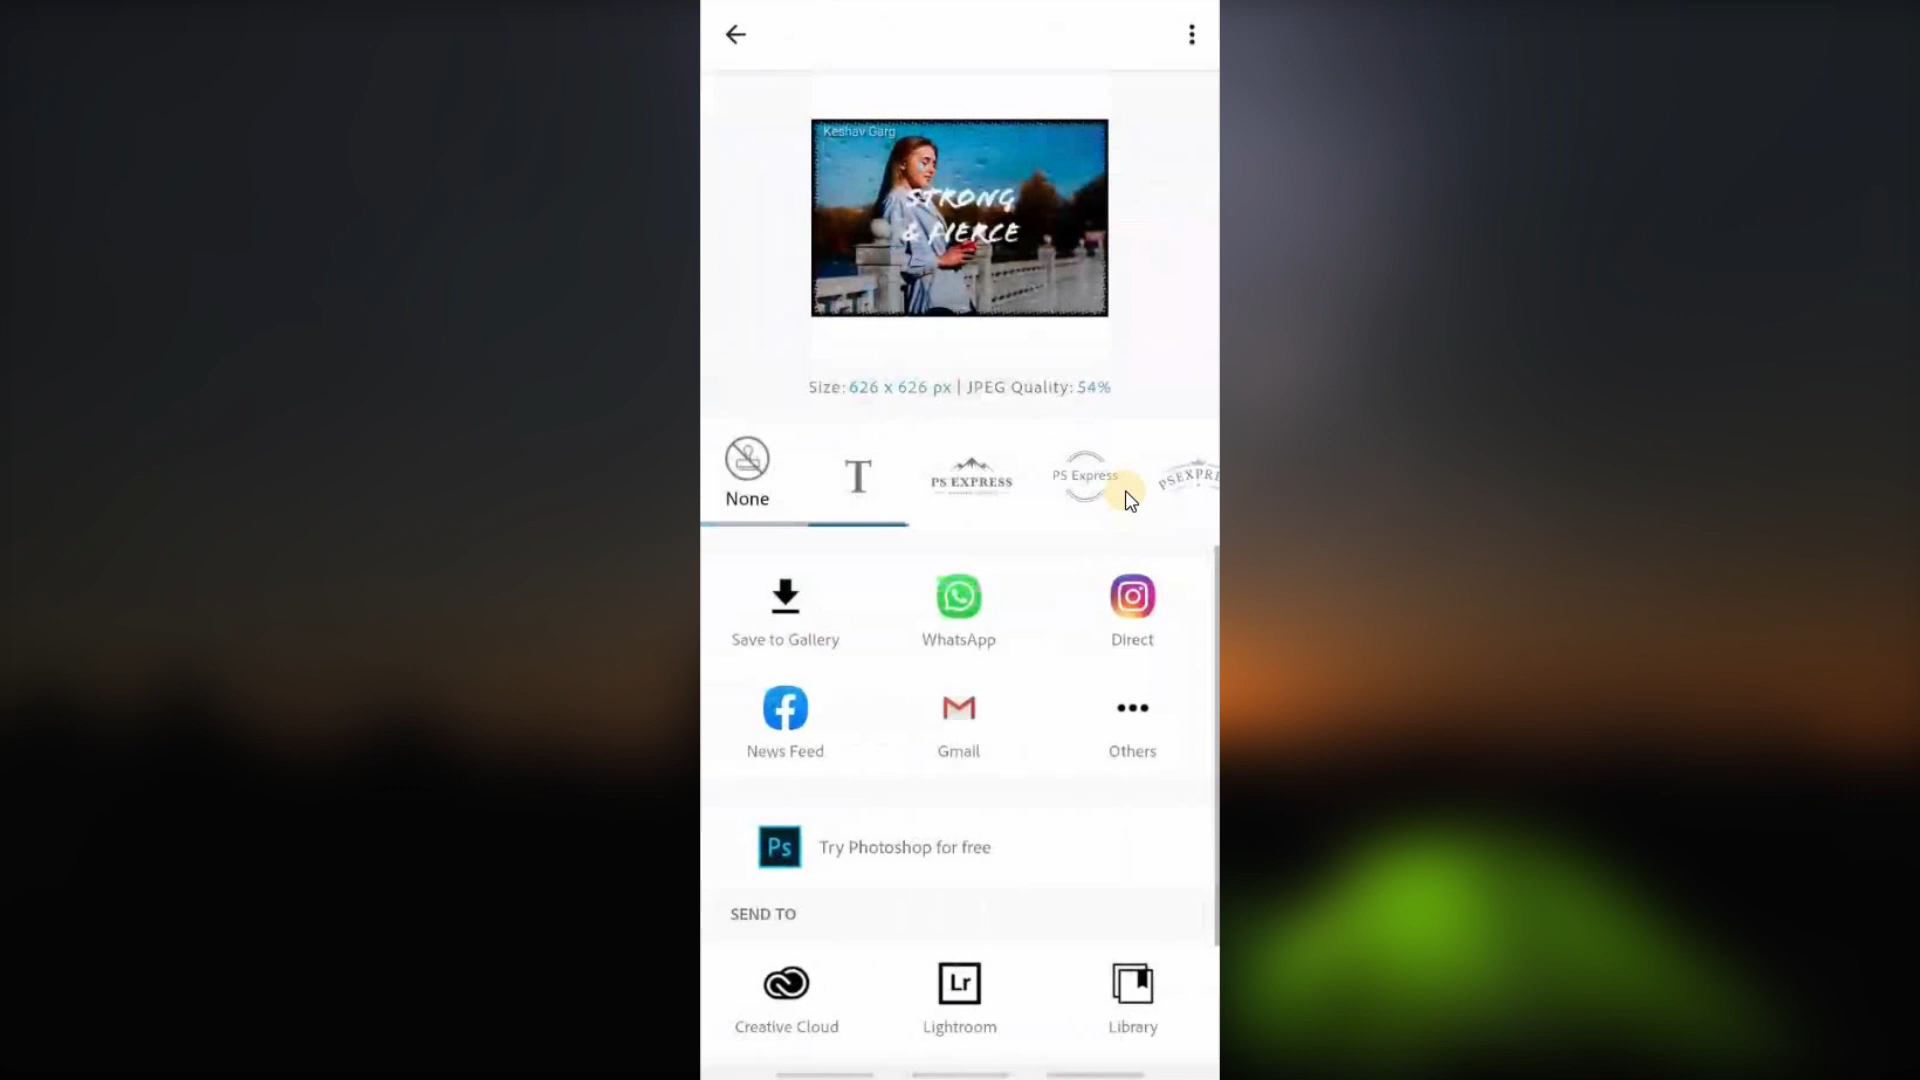 Keshav Garg
STRONG
& FIERCE
Size: 626 x 626 px | JPEG Quality: 54%
None
T
PS EXPRESS
PS Express
PSEXPRE
Save to Gallery
WhatsApp
Direct
News Feed
Gmail
Others
Ps
Try Photoshop for free
SEND TO
Lr
Creative Cloud
Lightroom
Library